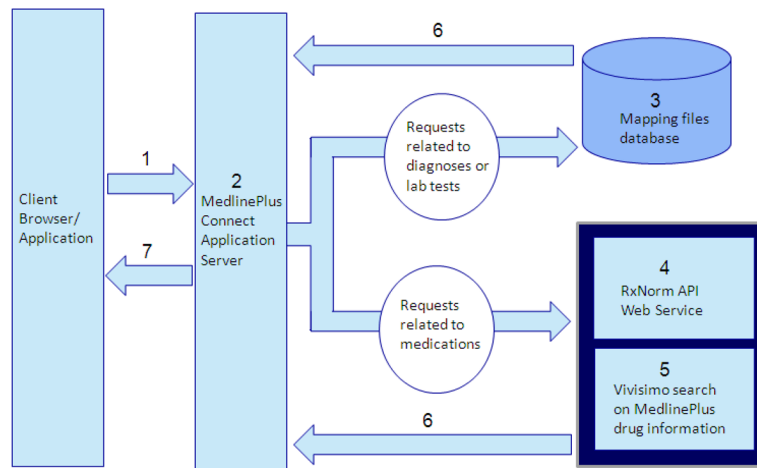 6
3
Mapping files
database
Requests
related to
diagnoses or
lab tests
1
2
MedlinePlus
Connect
Application
Server
Client
Browser/
Application
7
4
RxNorm API
Web Service
Requests
related to
medications
5
Vivisimo search
on MedlinePlus
drug information
6